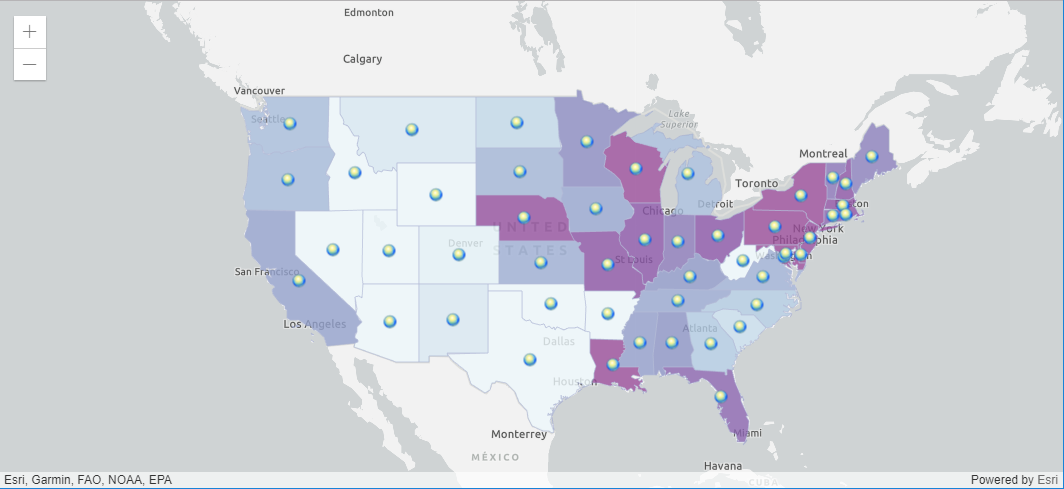 Edmonton
Calgary
Vancouver
Seattle
Lake
Superior
Montreal
Toronto
Detroit
Chicago
New York
Philadelphia
UNITED
STATES
Denver
St Louis
San Francisco
Los Angeles
Atlanta
Dallas
Houston
Miami
Monterrey
MÉXICO
Havana
CUBA
+
−
Esri, Garmin, FAO, NOAA, EPA
Powered by Esri